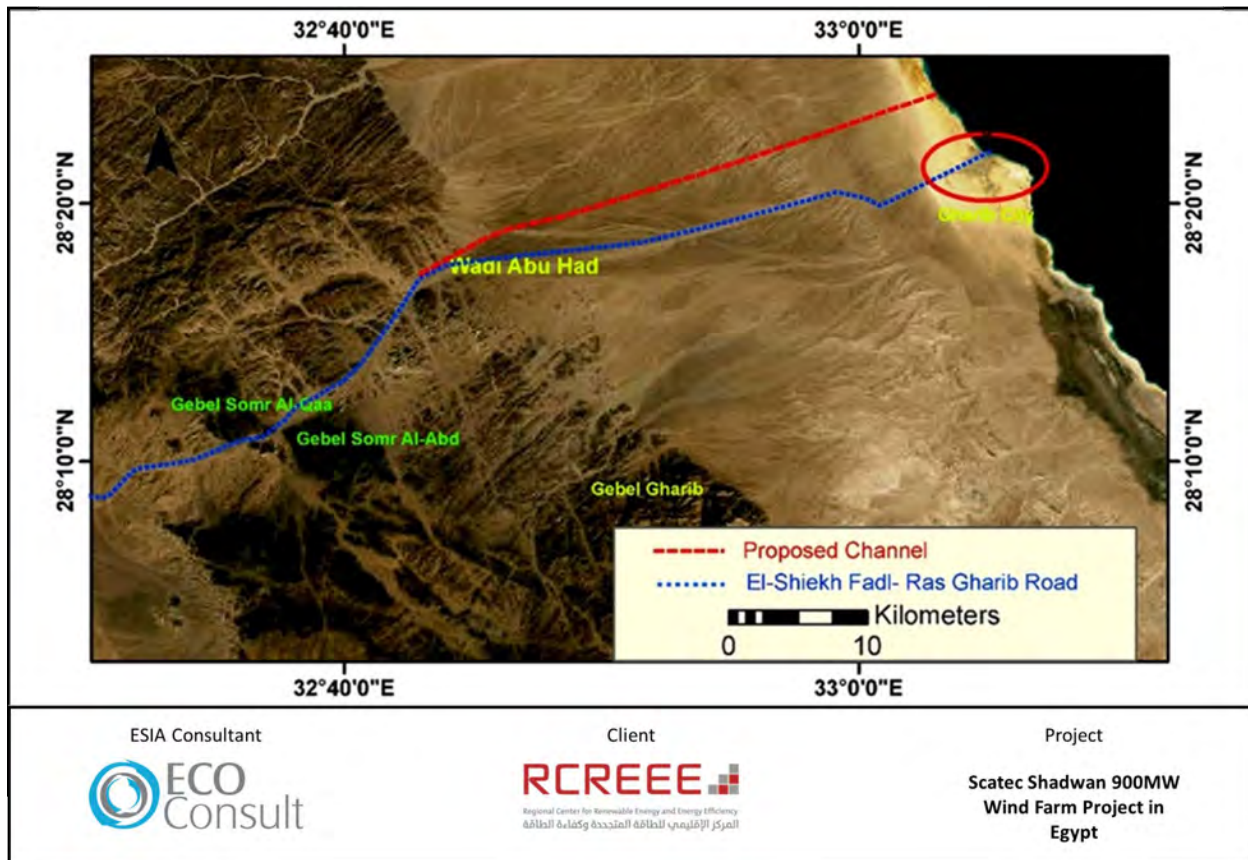 32°40'0"E
33°0'0"E
28°20'0"N
28°20'0"N
Wadi Abu Had
Gebel Somr Al-Qaa
Gebel Somr Al-Abd
28°10'0"N
28°10'0"N
Gebel Gharib
Proposed Channel
El-Shiekh Fadl- Ras Gharib Road
Kilometers
0 10
32°40'0"E
33°0'0"E
ESIA Consultant
ECO
Consult
Client
RCREEE
Regional Center for Renewable Energy and Energy Efficiency
المركز الإقليمي للطاقة المتجددة وكفاءة الطاقة
Project
Scatec Shadwan 900MW
Wind Farm Project in
Egypt